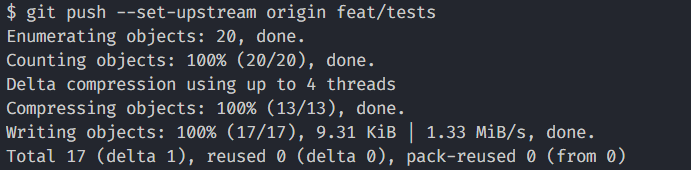 $ git push --set-upstream origin feat/tests
Enumerating objects: 20, done.
Counting objects: 100% (20/20), done.
Delta compression using up to 4 threads
Compressing objects: 100% (13/13), done.
Writing objects: 100% (17/17), 9.31 KiB | 1.33 MiB/s, done.
Total 17 (delta 1), reused 0 (delta 0), pack-reused 0 (from 0)